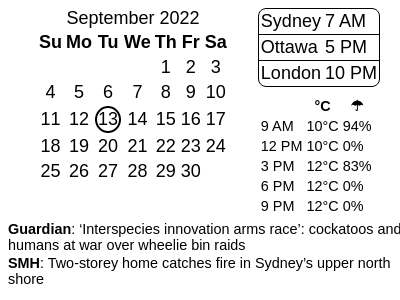 September 2022
Su Mo Tu We Th Fr Sa
1 2 3
4 5 6 7 8 9 10
11 12 13 14 15 16 17
18 19 20 21 22 23 24
25 26 27 28 29 30
Sydney 7 AM
Ottawa 5 PM
London 10 PM
°C ☂
9 AM 10°C 94%
12 PM 10°C 0%
3 PM 12°C 83%
6 PM 12°C 0%
9 PM 12°C 0%
Guardian: ‘Interspecies innovation arms race’: cockatoos and
humans at war over wheelie bin raids
SMH: Two-storey home catches fire in Sydney’s upper north
shore